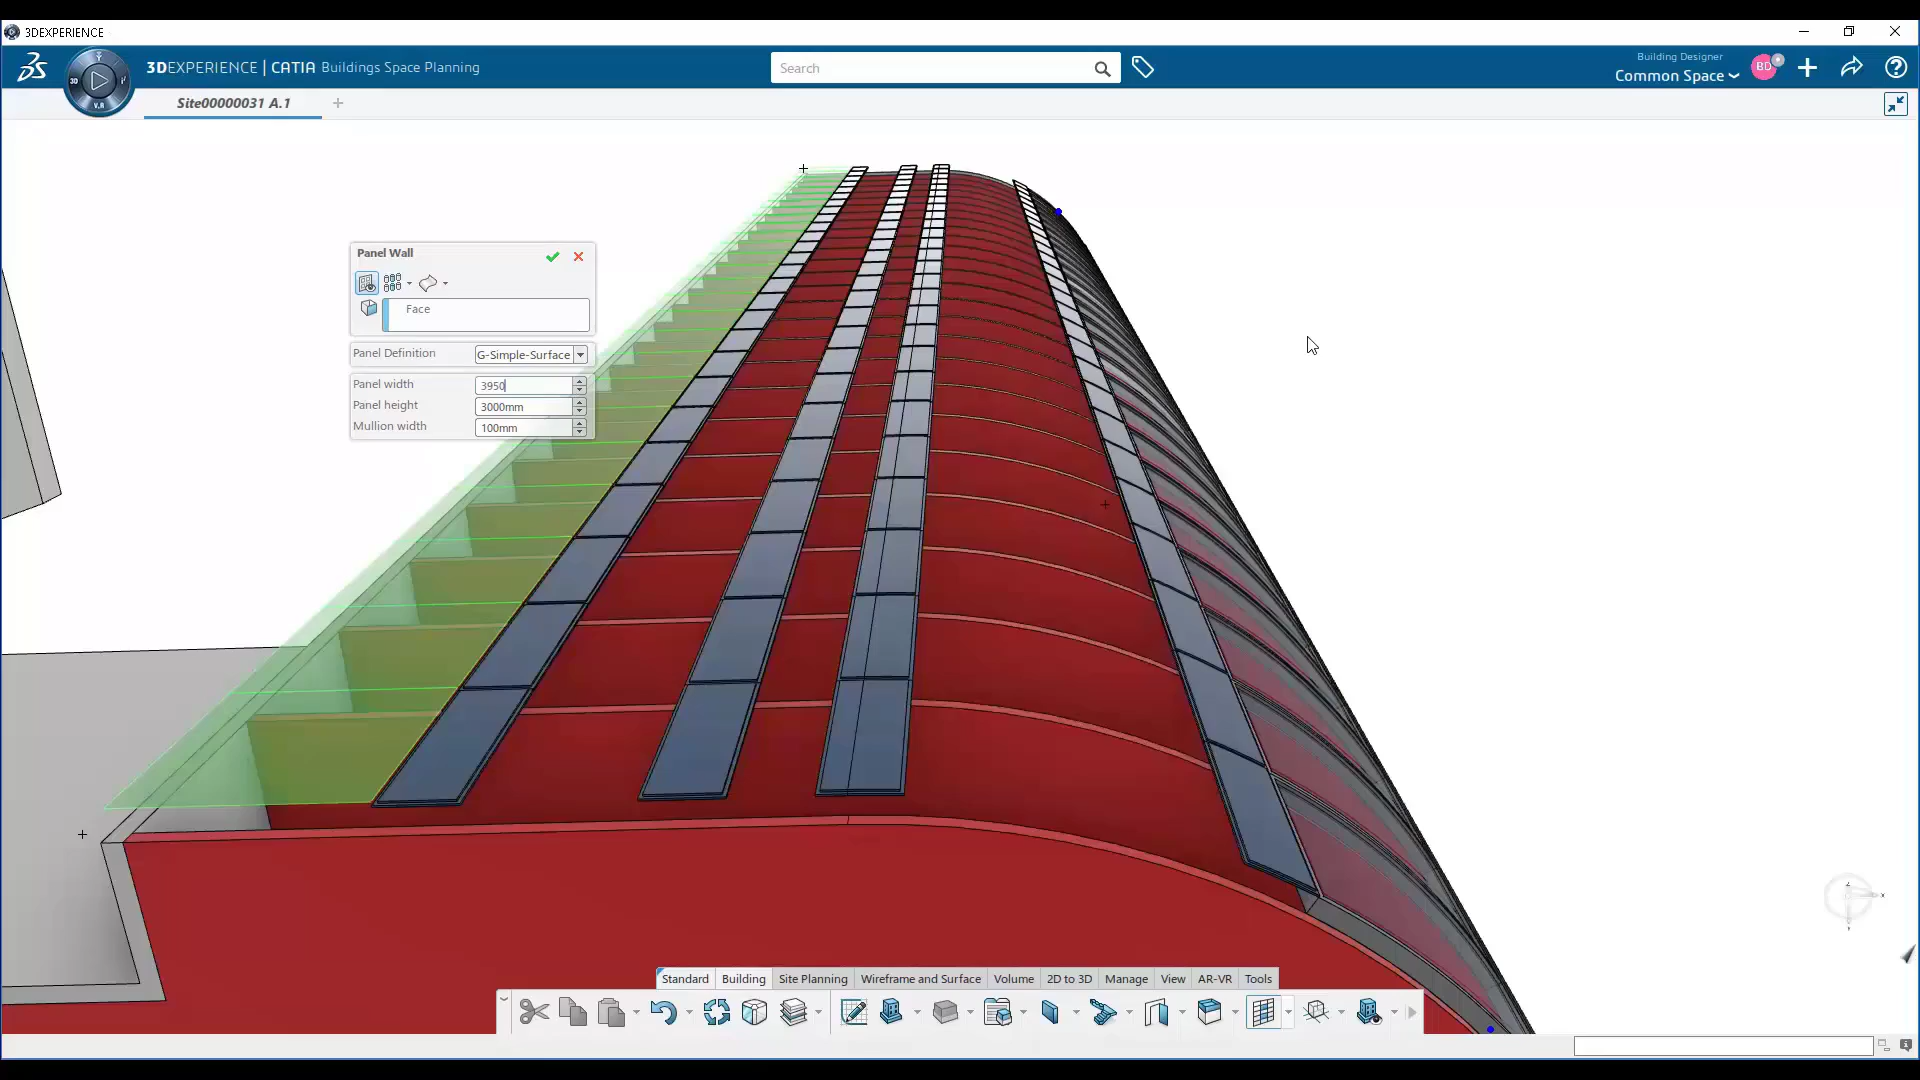 3DEXPERIENCE
3DEXPERIENCE | CATIA Buildings Space Planning
Search
Building Designer
Common Space
BD
3D
V.R
Site00000031 A.1
Panel Wall
Face
Panel Definition G-Simple-Surface
Panel width 3950
Panel height 3000mm
Mullion width 100mm
Standard Building Site Planning Wireframe and Surface Volume 2D to 3D Manage View AR-VR Tools